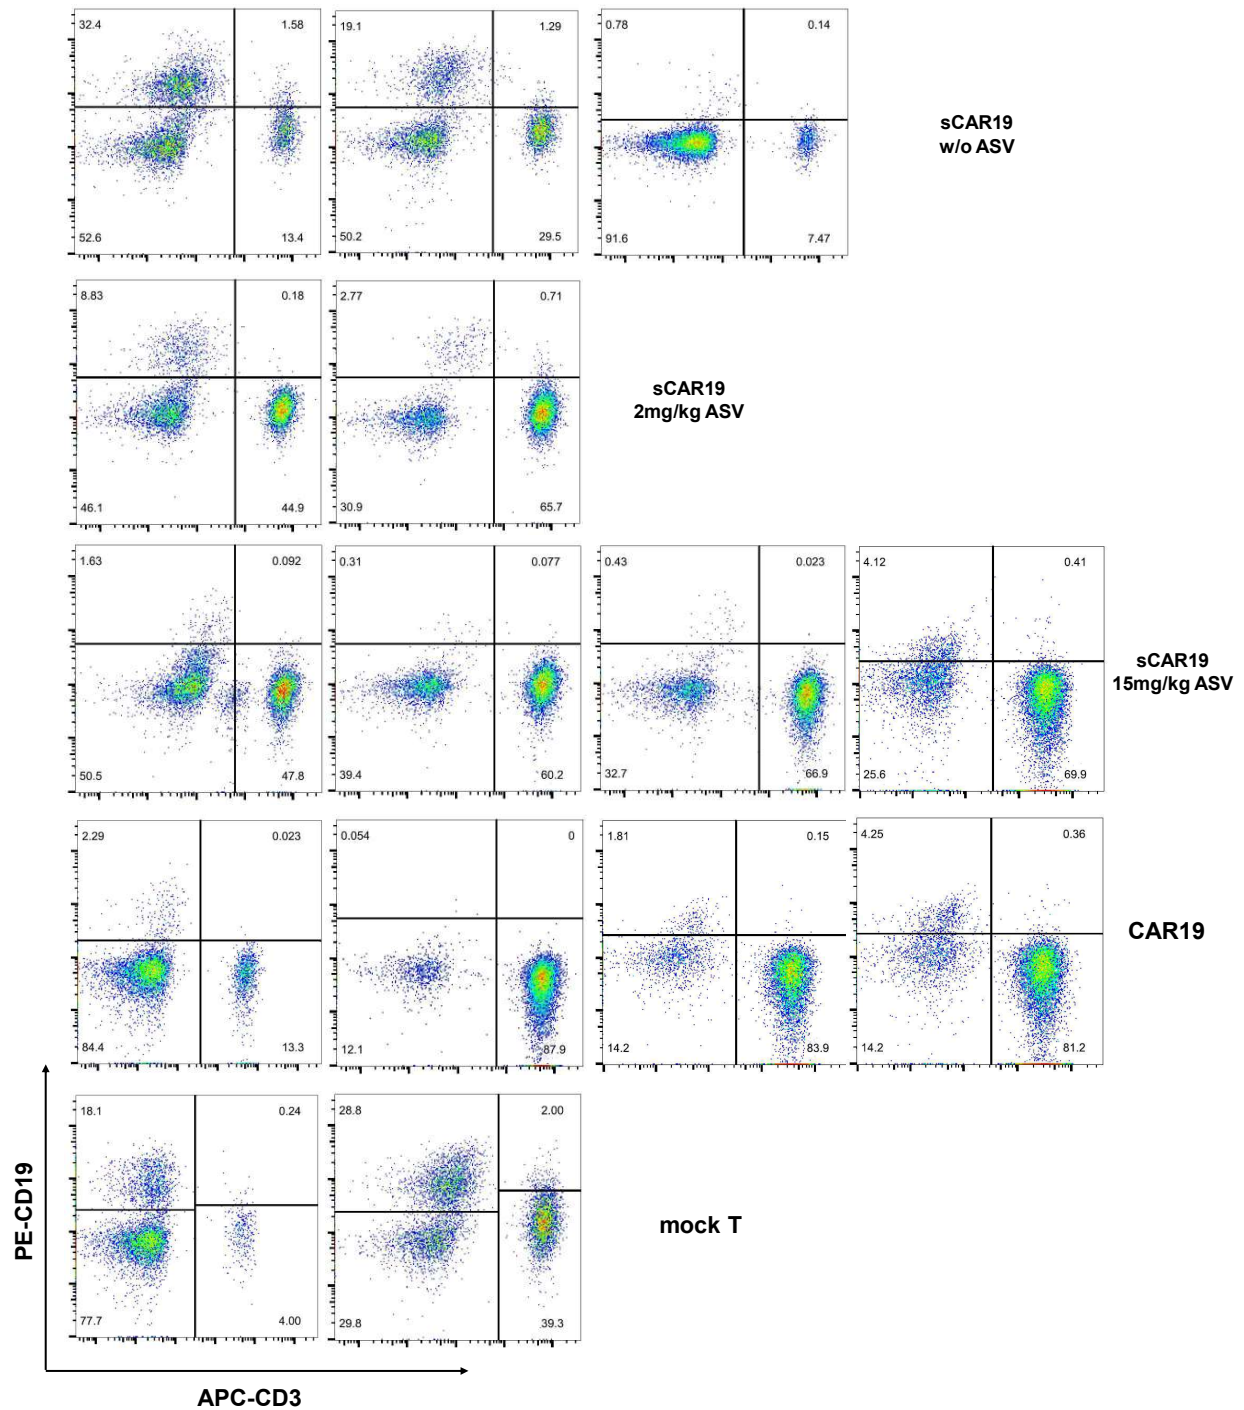 32.4 1.58 19.1 1.29 0.78 0.14
sCAR19
w/o ASV
52.6 13.4 50.2 29.5 91.6 7.47
8.83 0.18 2.77 0.71
sCAR19
2mg/kg ASV
46.1 44.9 30.9 65.7
1.63 0.092 0.31 0.077 0.43 0.023 4.12 0.41
sCAR19
15mg/kg ASV
50.5 47.8 39.4 60.2 32.7 66.9 25.6 69.9
2.29 0.023 0.054 0 1.81 0.15 4.25 0.36
CAR19
84.4 13.3 12.1 87.9 14.2 83.9 14.2 81.2
18.1 0.24 28.8 2.00
mock T
77.7 4.00 29.8 39.3
PE-CD19
APC-CD3